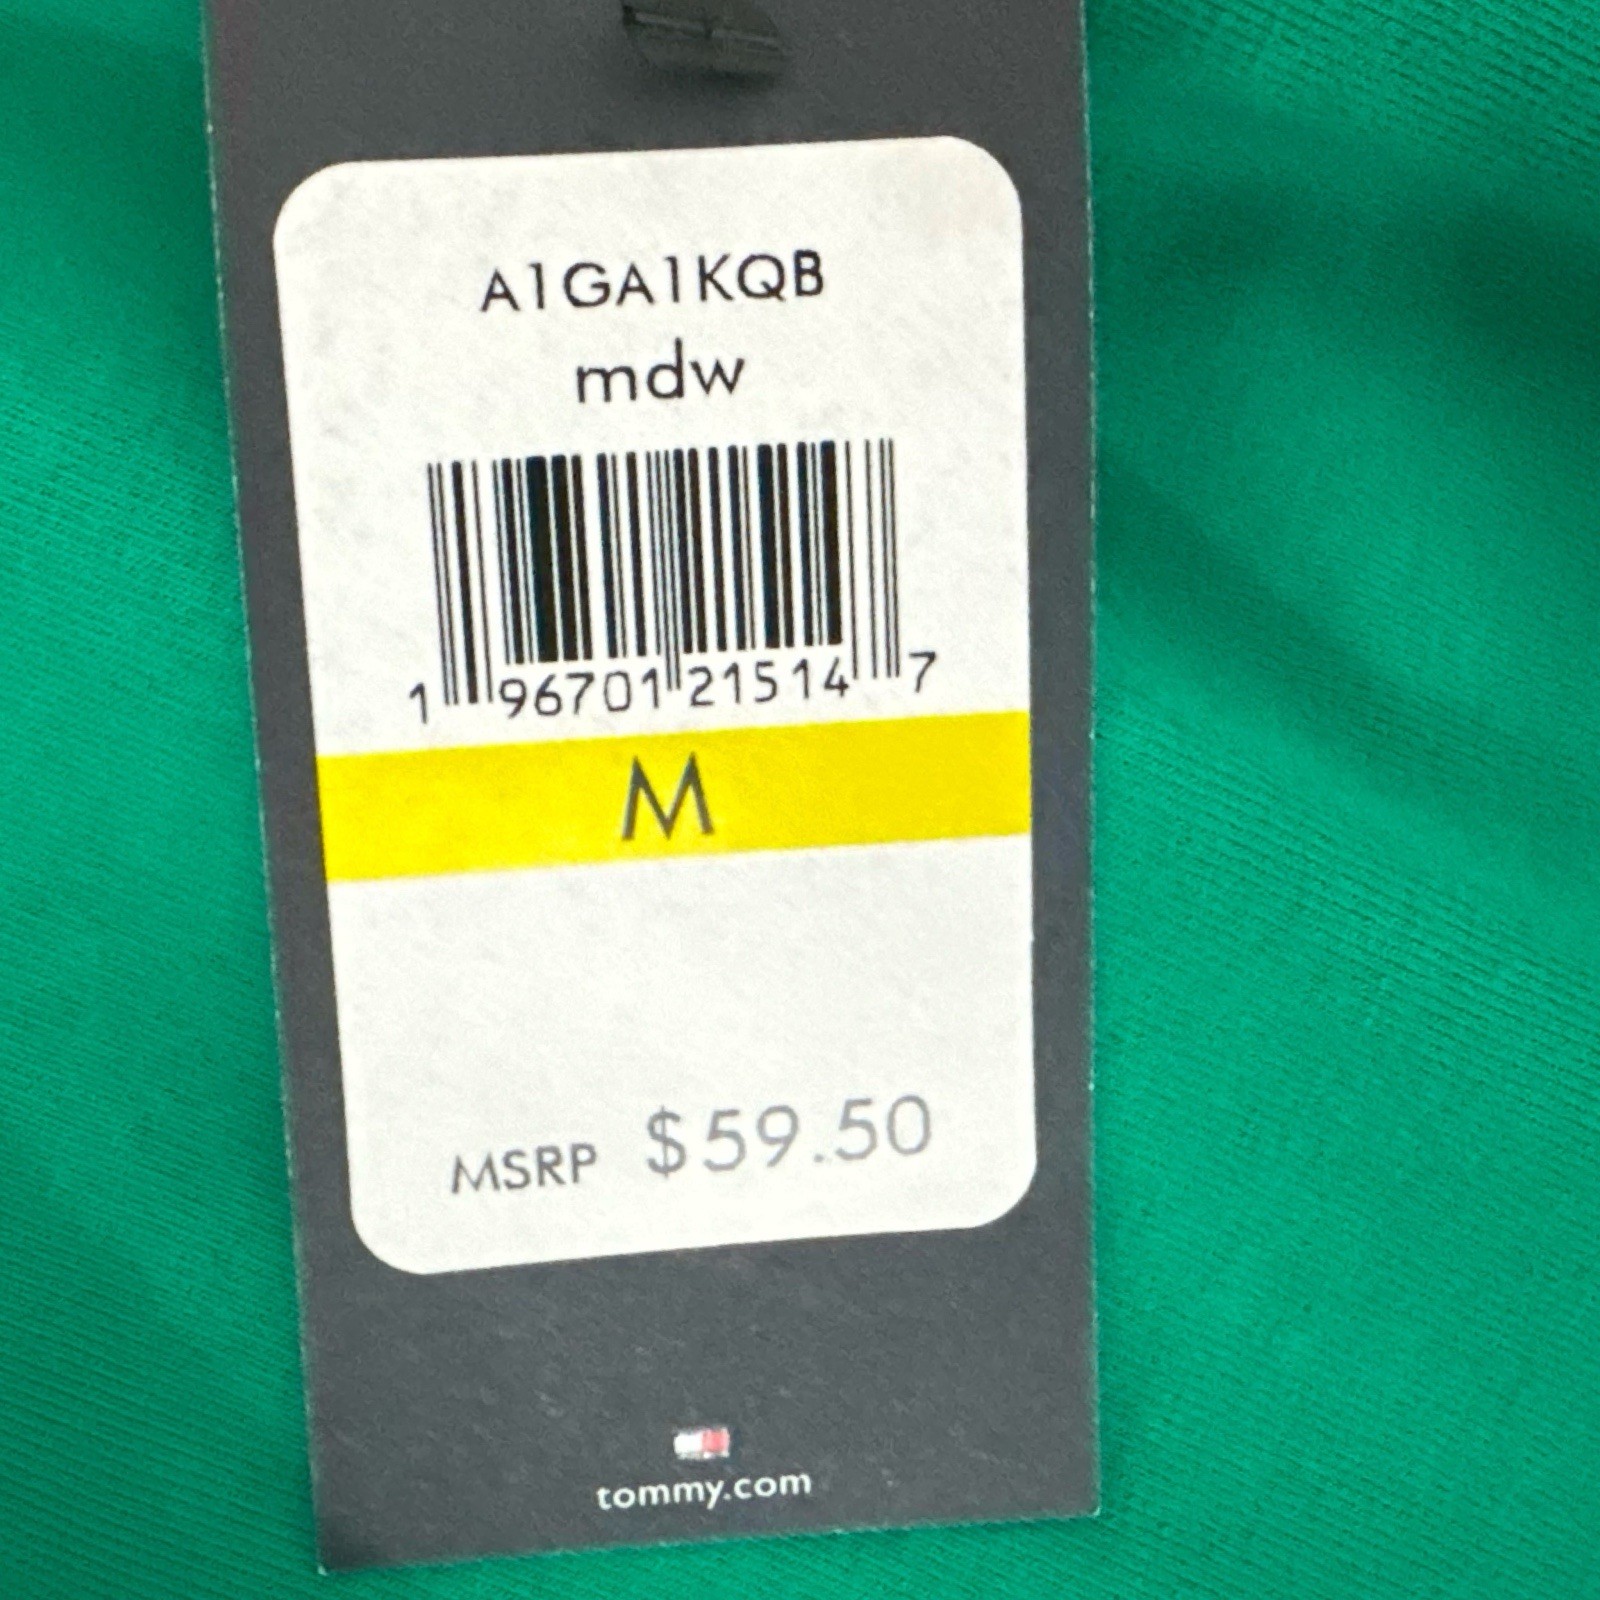 A1GA1KQB
mdw
1 96701 21514 7
M
MSRP $59.50
tommy.com